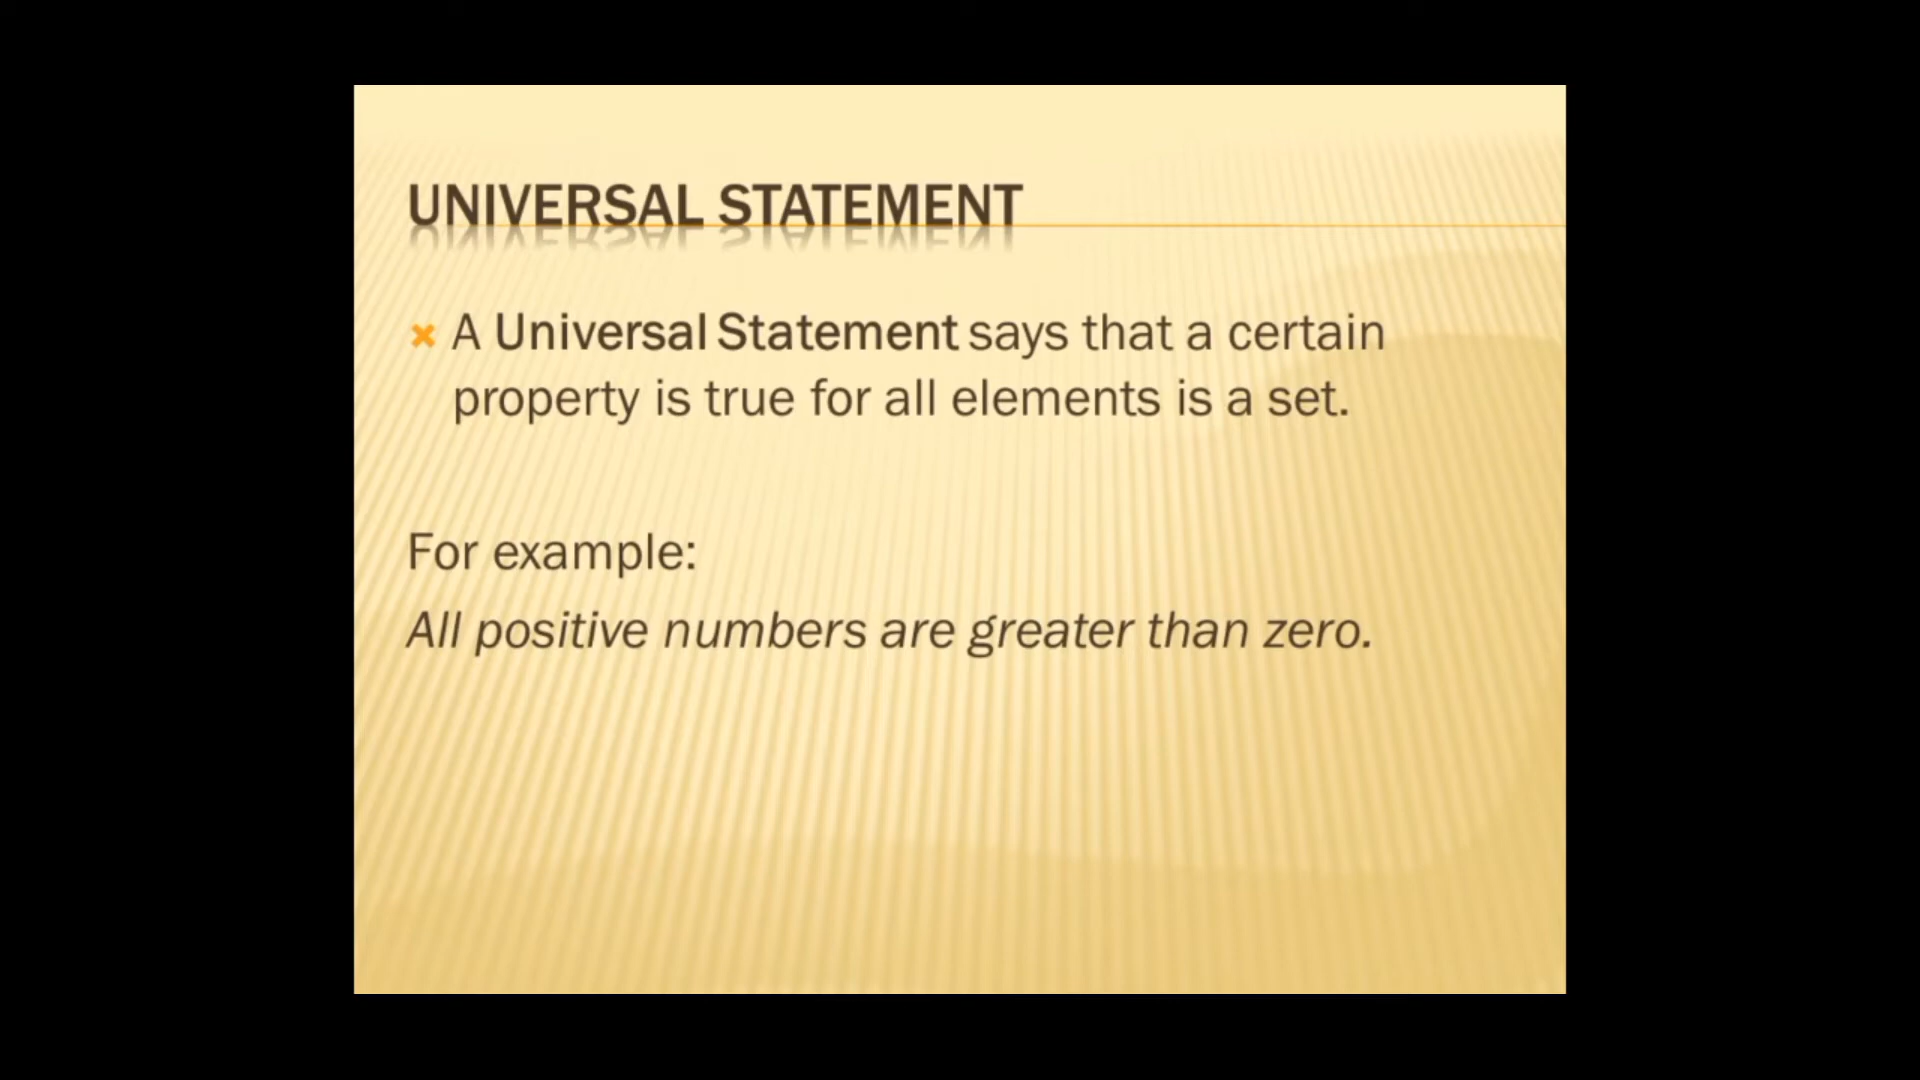 UNIVERSAL STATEMENT
A Universal Statement says that a certain
property is true for all elements is a set.
For example:
All positive numbers are greater than zero.